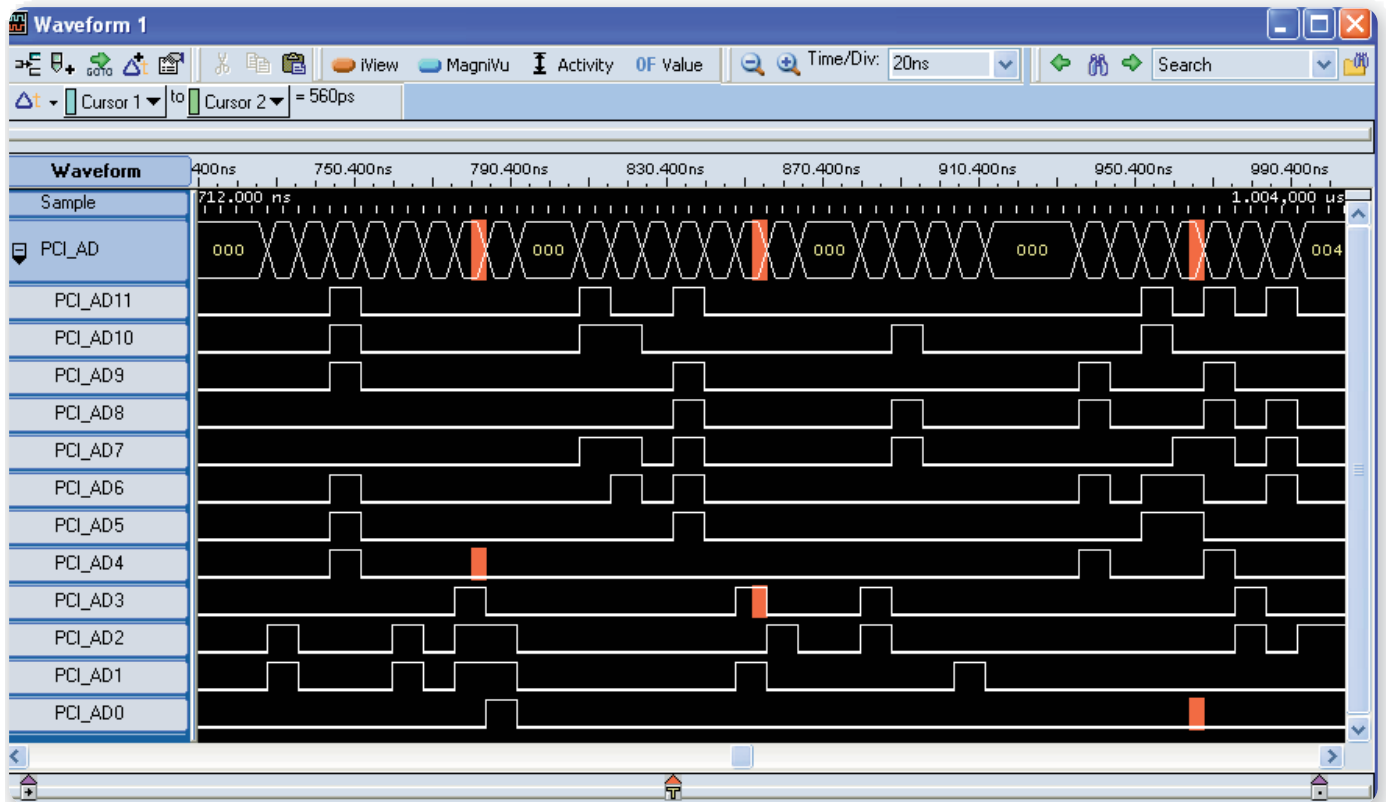 Waveform 1
GOTO Δt iView MagniVu Activity 0F Value Time/Div: 20ns Search
Δt Cursor 1 to Cursor 2 = 560ps
Waveform 400ns 750.400ns 790.400ns 830.400ns 870.400ns 910.400ns 950.400ns 990.400ns
Sample 712.000 ns 1.004,000 us
PCI_AD 000 000 000 000 004
PCI_AD11
PCI_AD10
PCI_AD9
PCI_AD8
PCI_AD7
PCI_AD6
PCI_AD5
PCI_AD4
PCI_AD3
PCI_AD2
PCI_AD1
PCI_AD0
T